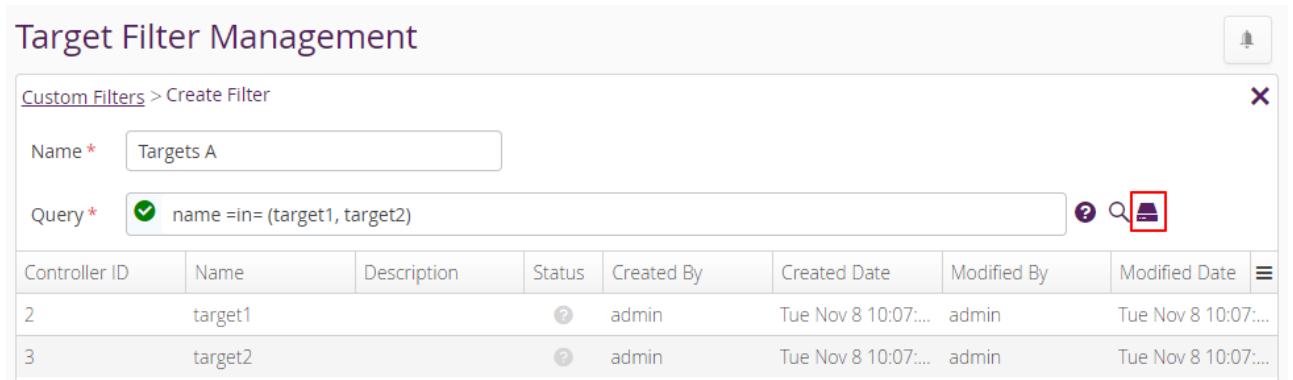 Target Filter Management
Custom Filters > Create Filter
Name * Targets A
Query * name =in= (target1, target2)
Controller ID Name Description Status Created By Created Date Modified By Modified Date
2 target1 admin Tue Nov 8 10:07:... admin Tue Nov 8 10:07:...
3 target2 admin Tue Nov 8 10:07:... admin Tue Nov 8 10:07:...